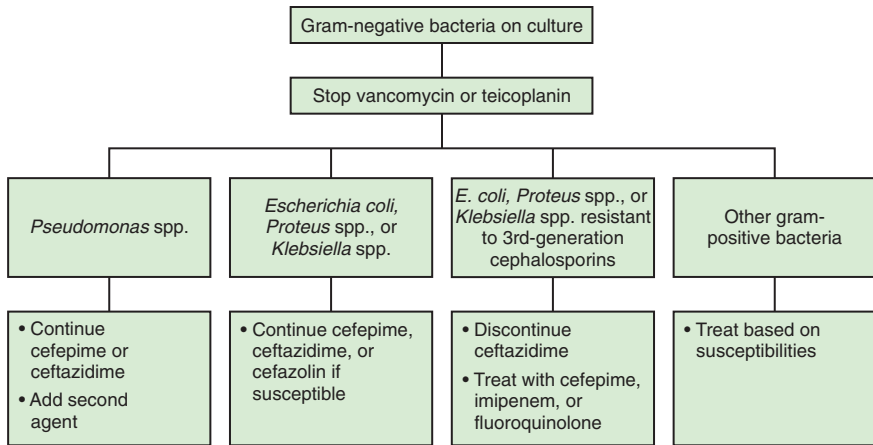 Gram-negative bacteria on culture
Stop vancomycin or teicoplanin
Pseudomonas spp.
Escherichia coli,
Proteus spp., or
Klebsiella spp.
E. coli, Proteus spp., or
Klebsiella spp. resistant
to 3rd-generation
cephalosporins
Other gram-
positive bacteria
• Continue
cefepime or
ceftazidime
• Add second
agent
• Continue cefepime,
ceftazidime, or
cefazolin if
susceptible
• Discontinue
ceftazidime
• Treat with cefepime,
imipenem, or
fluoroquinolone
• Treat based on
susceptibilities